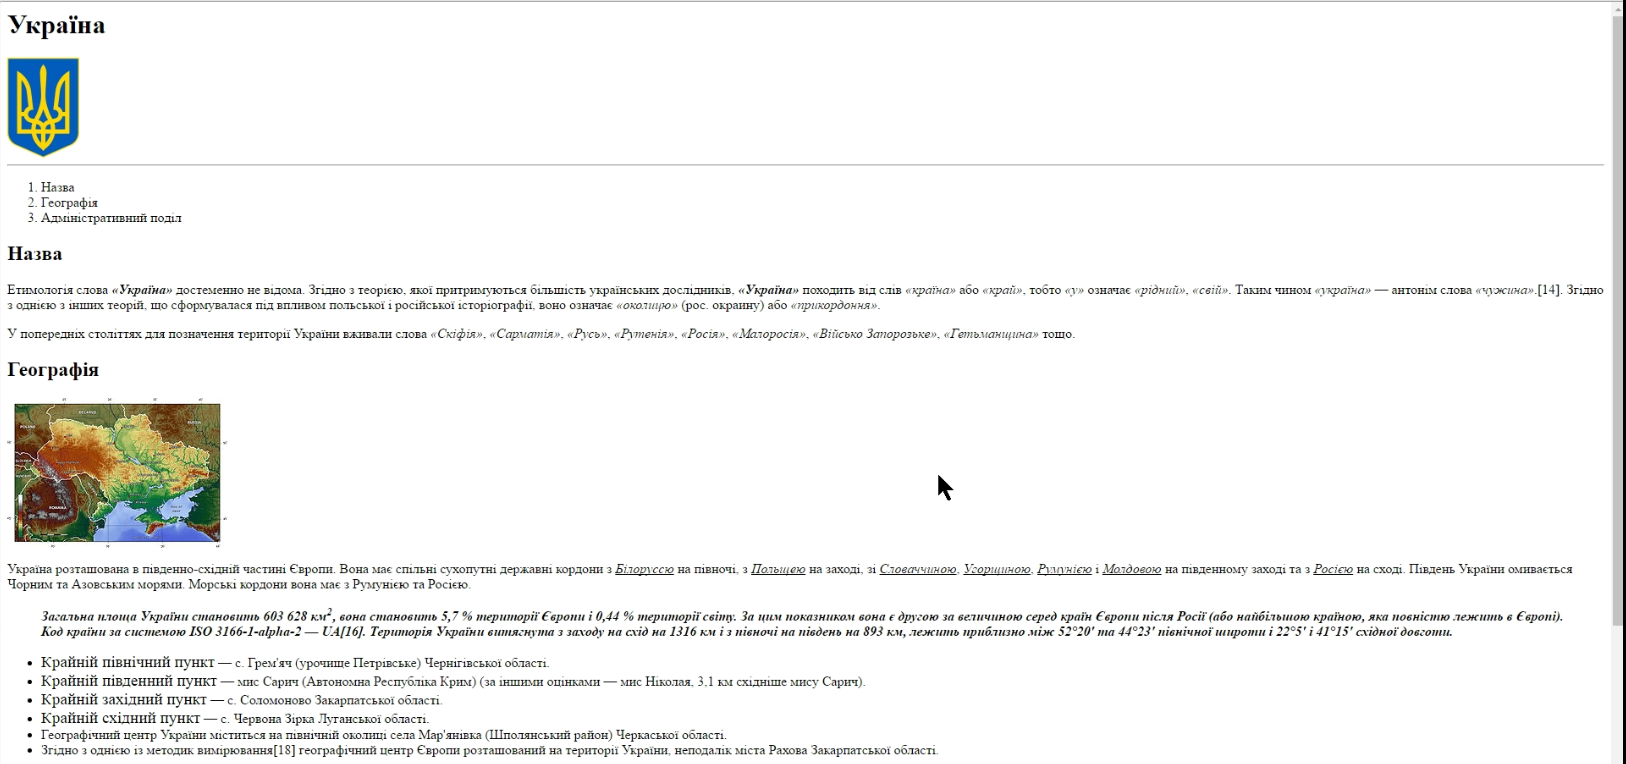 Україна
1. Назва
2. Географія
3. Адміністративний поділ
Назва
Етимологія слова «Україна» достеменно не відома. Згідно з теорією, якої притримуються більшість українських дослідників, «Україна» походить від слів «країна» або «край», тобто «у» означає «рідний», «свій». Таким чином «україна» — антонім слова «чужина».[14]. Згідно
з однією з інших теорій, що сформувалася під впливом польської і російської історіографії, воно означає «околицю» (рос. окраину) або «прикордоння».
У попередніх століттях для позначення території України вживали слова «Скіфія», «Сарматія», «Русь», «Рутенія», «Росія», «Малоросія», «Військо Запорозьке», «Гетьманщина» тощо.
Географія
ROMANIA
Україна розташована в південно-східній частині Європи. Вона має спільні сухопутні державні кордони з Білоруссю на півночі, з Польщею на заході, зі Словаччиною, Угорщиною, Румунією і Молдовою на південному заході та з Росією на сході. Південь України омивається
Чорним та Азовським морями. Морські кордони вона має з Румунією та Росією.
Загальна площа України становить 603 628 км², вона становить 5,7 % території Європи і 0,44 % території світу. За цим показником вона є другою за величиною серед країн Європи після Росії (або найбільшою країною, яка повністю лежить в Європі).
Код країни за системою ISO 3166-1-alpha-2 — UA[16]. Територія України витягнута з заходу на схід на 1316 км і з півночі на південь на 893 км, лежить приблизно між 52°20′ та 44°23′ північної широти і 22°5′ і 41°15′ східної довготи.
• Крайній північний пункт — с. Грем'яч (урочище Петрівське) Чернігівської області.
• Крайній південний пункт — мис Сарич (Автономна Республіка Крим) (за іншими оцінками — мис Ніколая, 3,1 км східніше мису Сарич).
• Крайній західний пункт — с. Соломоново Закарпатської області.
• Крайній східний пункт — с. Червона Зірка Луганської області.
• Географічний центр України міститься на північній околиці села Мар'янівка (Шполянський район) Черкаської області.
• Згідно з однією із методик вимірювання[18] географічний центр Європи розташований на території України, неподалік міста Рахова Закарпатської області.